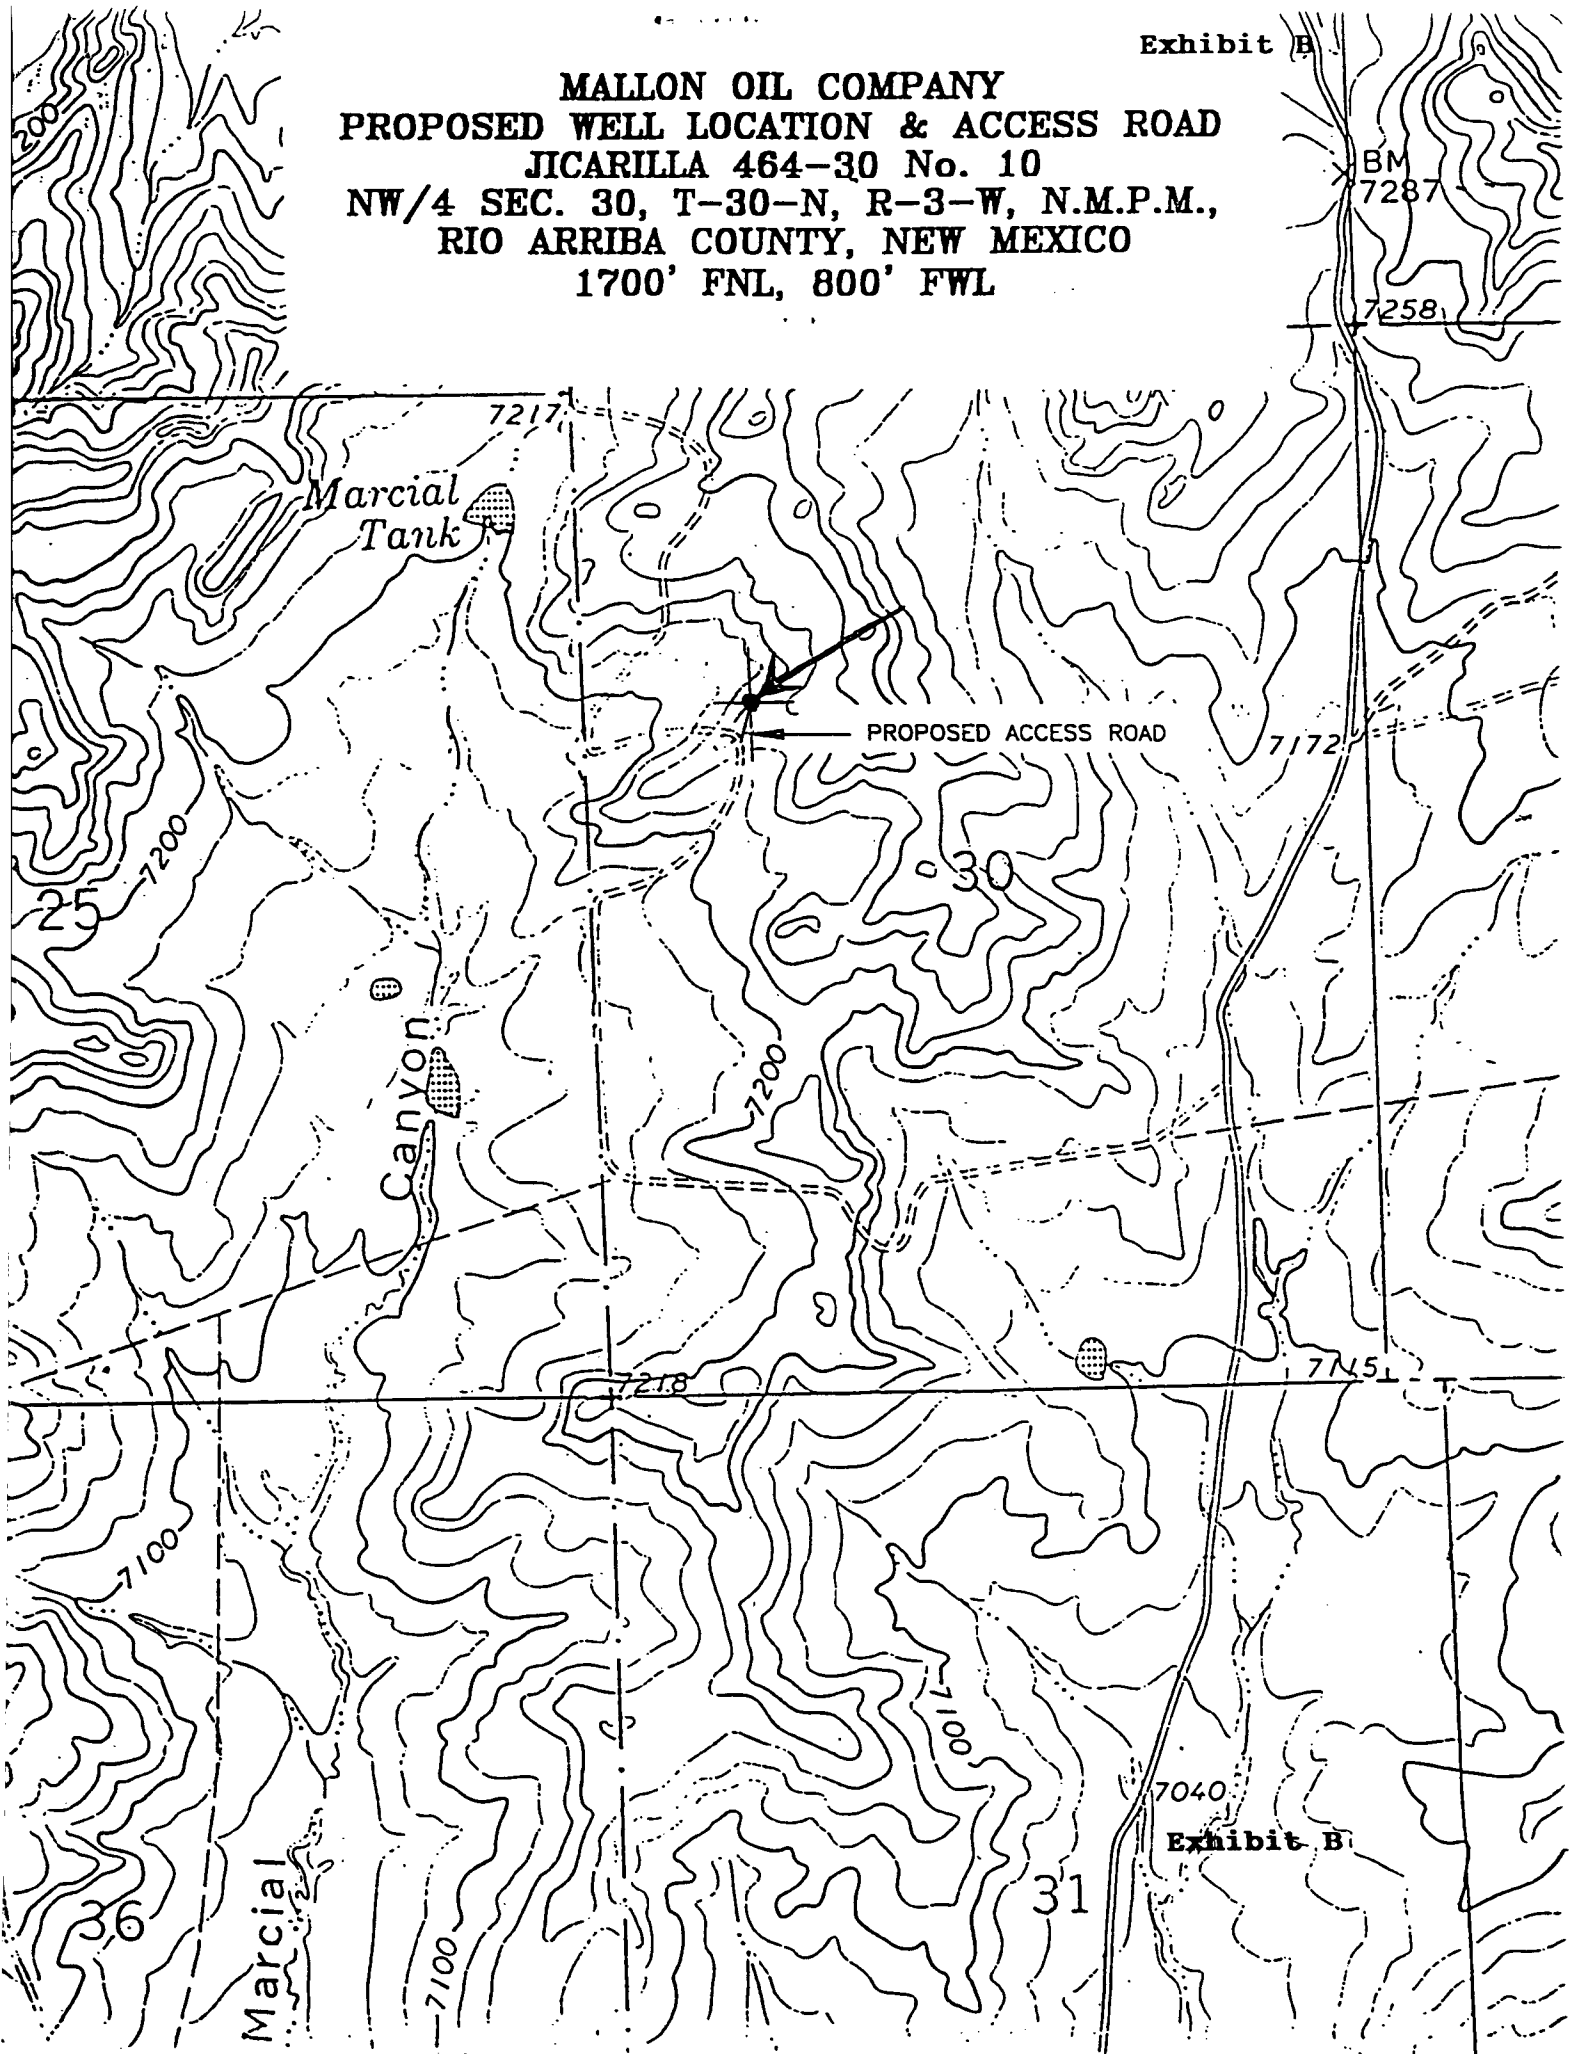 Exhibit B
MALLON OIL COMPANY
PROPOSED WELL LOCATION & ACCESS ROAD
JICARILLA 464-30 No. 10
NW/4 SEC. 30, T-30-N, R-3-W, N.M.P.M.,
RIO ARRIBA COUNTY, NEW MEXICO
1700' FNL, 800' FWL
200
BM
7287
7258
7217
Marcial
Tank
PROPOSED ACCESS ROAD
7172
7200
30
25
Canyon
7200
7218
7115
7100
7100
7040
Exhibit B
31
36
Marcial
7100